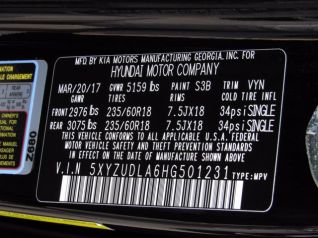 MFD. BY KIA MOTORS MANUFACTURING GEORGIA, INC. FOR
HYUNDAI MOTOR COMPANY
MAR/20/17 GVWR 5159 lbs PAINT S3B TRIM VYN
GAWR TIRES RIMS COLD TIRE
FRONT 2976 lbs 235/60R18 7.5JX18 34psi SINGLE
REAR 3075 lbs 235/60R18 7.5JX18 34psi SINGLE
THIS VEHICLE CONFORMS TO ALL APPLICABLE U.S.A. FEDERAL
MOTOR VEHICLE SAFETY AND THEFT PREVENTION STANDARDS
IN EFFECT ON THE DATE OF MANUFACTURE SHOWN ABOVE.
V.I.N 5XYZUDLA6HG501231 TYPE:MPV
Z680